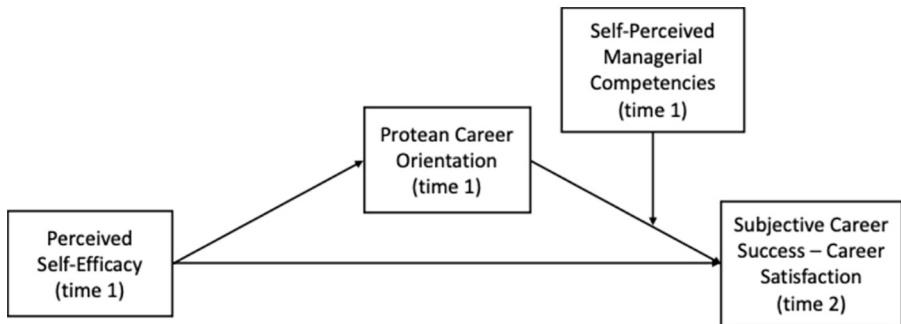 Self-Perceived
Managerial
Competencies
(time 1)
Protean Career
Orientation
(time 1)
Perceived
Self-Efficacy
(time 1)
Subjective Career
Success – Career
Satisfaction
(time 2)